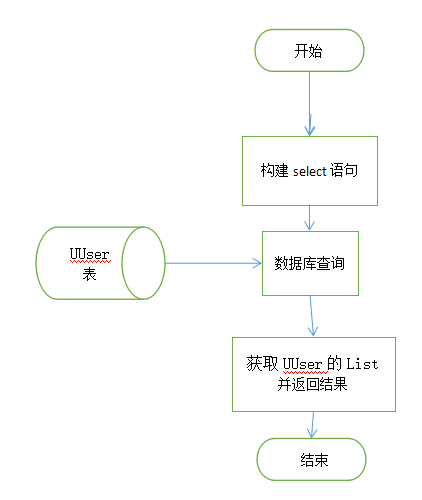 开始
构建 select 语句
UUser
表
数据库查询
获取 UUser 的 List
并返回结果
结束